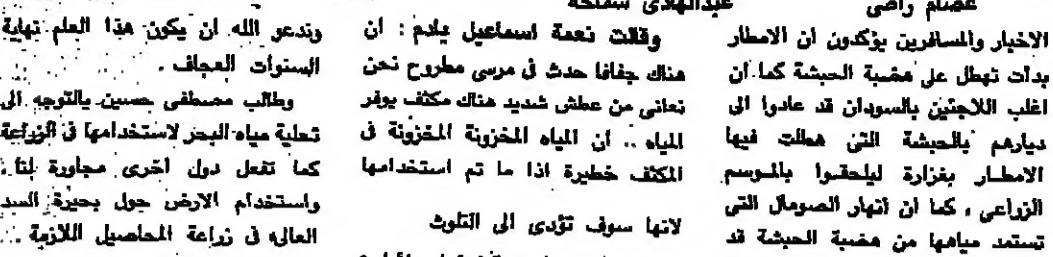 عصام راضى
الاخبار والمسافرين يؤكدون ان الامطار
بدات تهطل على هضبة الحبشة كما ان
اغلب اللاجئين بالسودان قد عادوا الى
ديارهم بالحبشة التى هطلت فيها
الامطار بغزارة ليلحقوا بالموسم
الزراعى ، كما ان أنهار الصومال التى
تستمد مياهها من هضبة الحبشة قد
عبدالهادى سمنخة
وقالت نعمة اسماعيل يلام : ان
هناك جفافا حدث فى مرسى مطروح نحن
نعانى من عطش شديد هناك مكثف يوفر
المياه .. ان المياه المخزونة المخزونة فى
المكثف خطيرة اذا ما تم استخدامها
لانها سوف تؤدى الى التلوث
وندعو الله ان يكون هذا العلم نهاية
السنوات العجاف .
وطالب مصطفى حسين بالتوجه الى
تحلية مياه البحر لاستخدامها فى الزراعة
كما تفعل دول اخرى مجاورة لنا ،
واستخدام الارض حول بحيرة السد
العالى فى زراعة المحاصيل اللازمة .